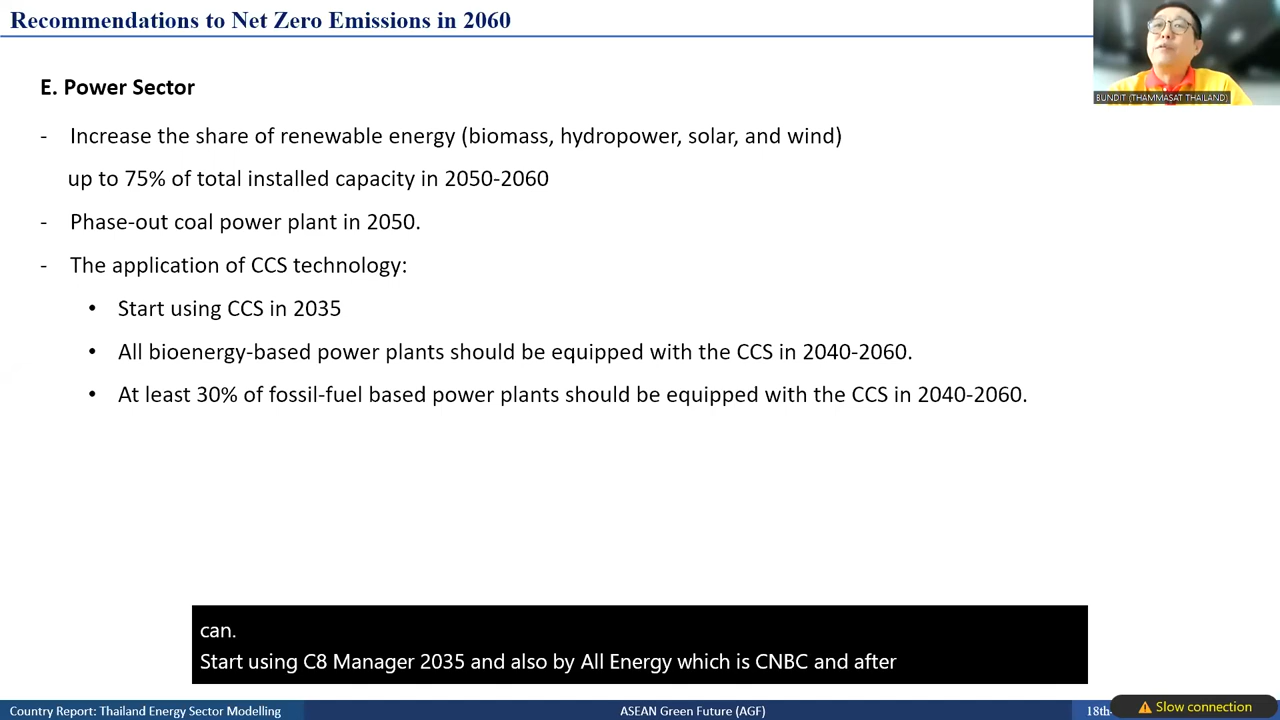 Recommendations to Net Zero Emissions in 2060
BUNDIT (THAMMASAT THAILAND)
E. Power Sector
- Increase the share of renewable energy (biomass, hydropower, solar, and wind)
up to 75% of total installed capacity in 2050-2060
- Phase-out coal power plant in 2050.
- The application of CCS technology:
• Start using CCS in 2035
• All bioenergy-based power plants should be equipped with the CCS in 2040-2060.
• At least 30% of fossil-fuel based power plants should be equipped with the CCS in 2040-2060.
can.
Start using C8 Manager 2035 and also by All Energy which is CNBC and after
Country Report: Thailand Energy Sector Modelling
ASEAN Green Future (AGF)
18th-
Slow connection